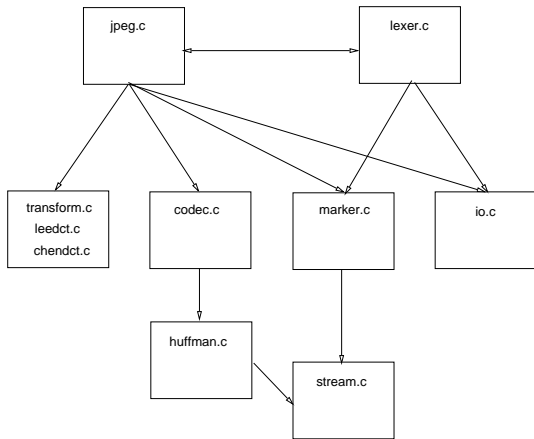 jpeg.c
lexer.c
transform.c
leedct.c
chendct.c
codec.c
marker.c
io.c
huffman.c
stream.c